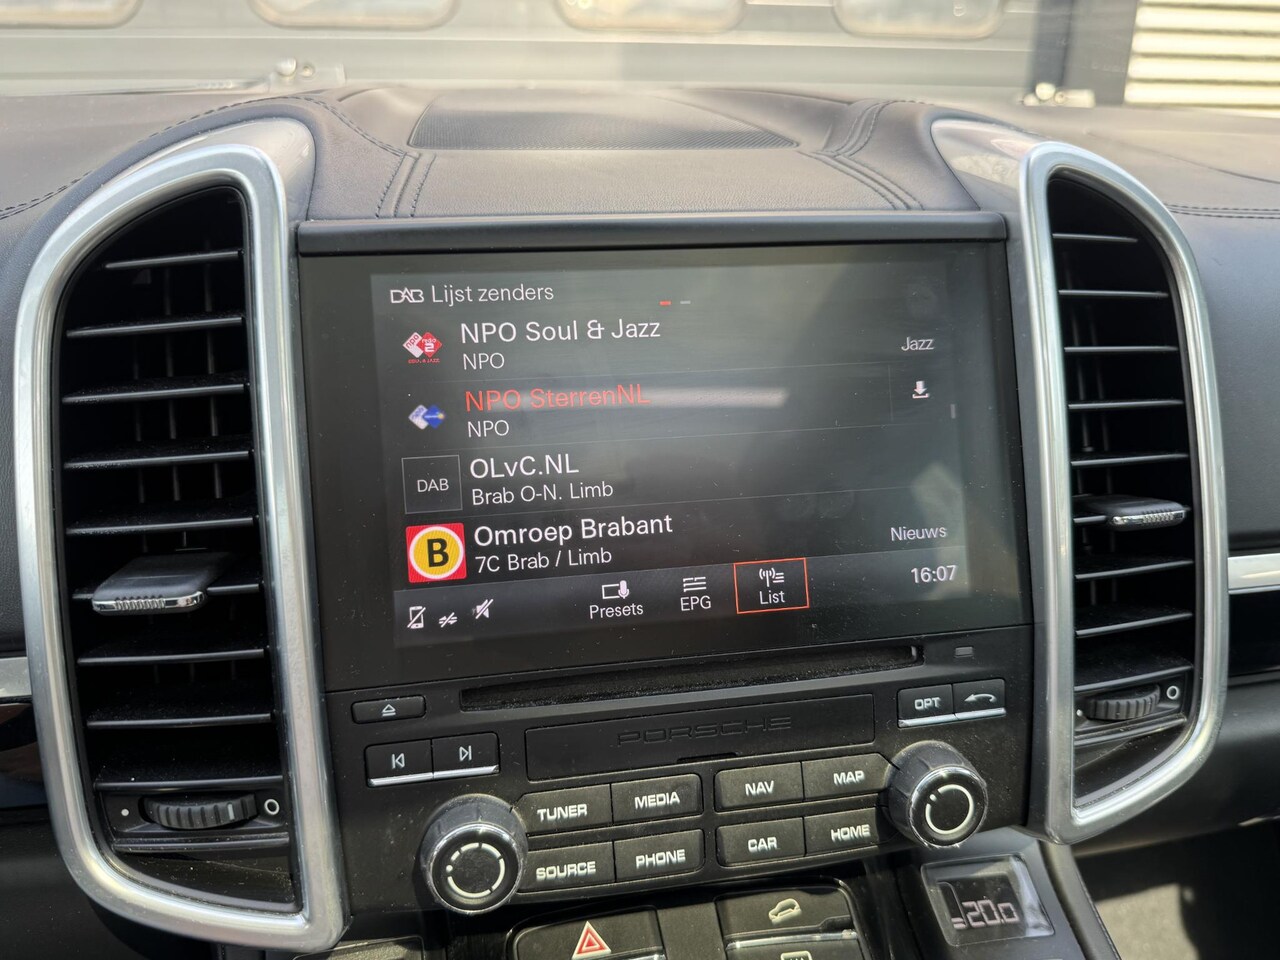 DAB Lijst zenders
NPO Soul & Jazz
NPO
Jazz
NPO SterrenNL
NPO
DAB
OLvC.NL
Brab O-N. Limb
B
Omroep Brabant
7C Brab / Limb
Nieuws
Presets
EPG
List
16:07
PORSCHE
OPT
TUNER
MEDIA
NAV
MAP
SOURCE
PHONE
CAR
HOME
20.0